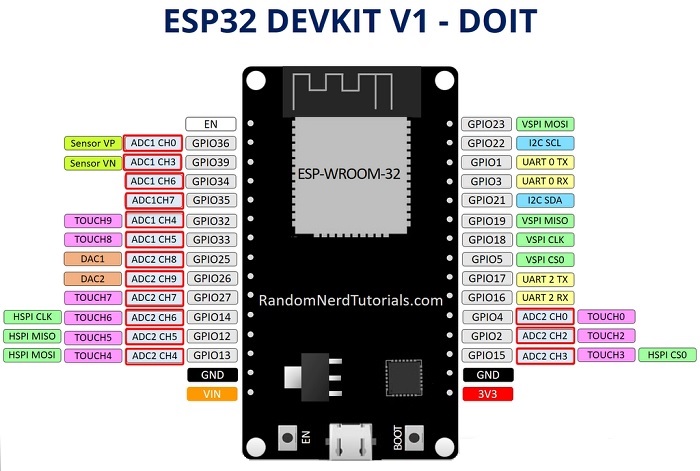 ESP32 DEVKIT V1 - DOIT
EN
GPIO23 VSPI MOSI
Sensor VP ADC1 CH0 GPIO36
GPIO22 I2C SCL
Sensor VN ADC1 CH3 GPIO39
GPIO1 UART 0 TX
ADC1 CH6 GPIO34
ESP-WROOM-32
GPIO3 UART 0 RX
ADC1CH7 GPIO35
GPIO21 I2C SDA
TOUCH9 ADC1 CH4 GPIO32
GPIO19 VSPI MISO
TOUCH8 ADC1 CH5 GPIO33
GPIO18 VSPI CLK
DAC1 ADC2 CH8 GPIO25
GPIO5 VSPI CS0
DAC2 ADC2 CH9 GPIO26
GPIO17 UART 2 TX
TOUCH7 ADC2 CH7 GPIO27
RandomNerdTutorials.com
GPIO16 UART 2 RX
HSPI CLK TOUCH6 ADC2 CH6 GPIO14
GPIO4 ADC2 CH0 TOUCH0
HSPI MISO TOUCH5 ADC2 CH5 GPIO12
GPIO2 ADC2 CH2 TOUCH2
HSPI MOSI TOUCH4 ADC2 CH4 GPIO13
GPIO15 ADC2 CH3 TOUCH3 HSPI CS0
GND
GND
VIN
3V3
EN
BOOT